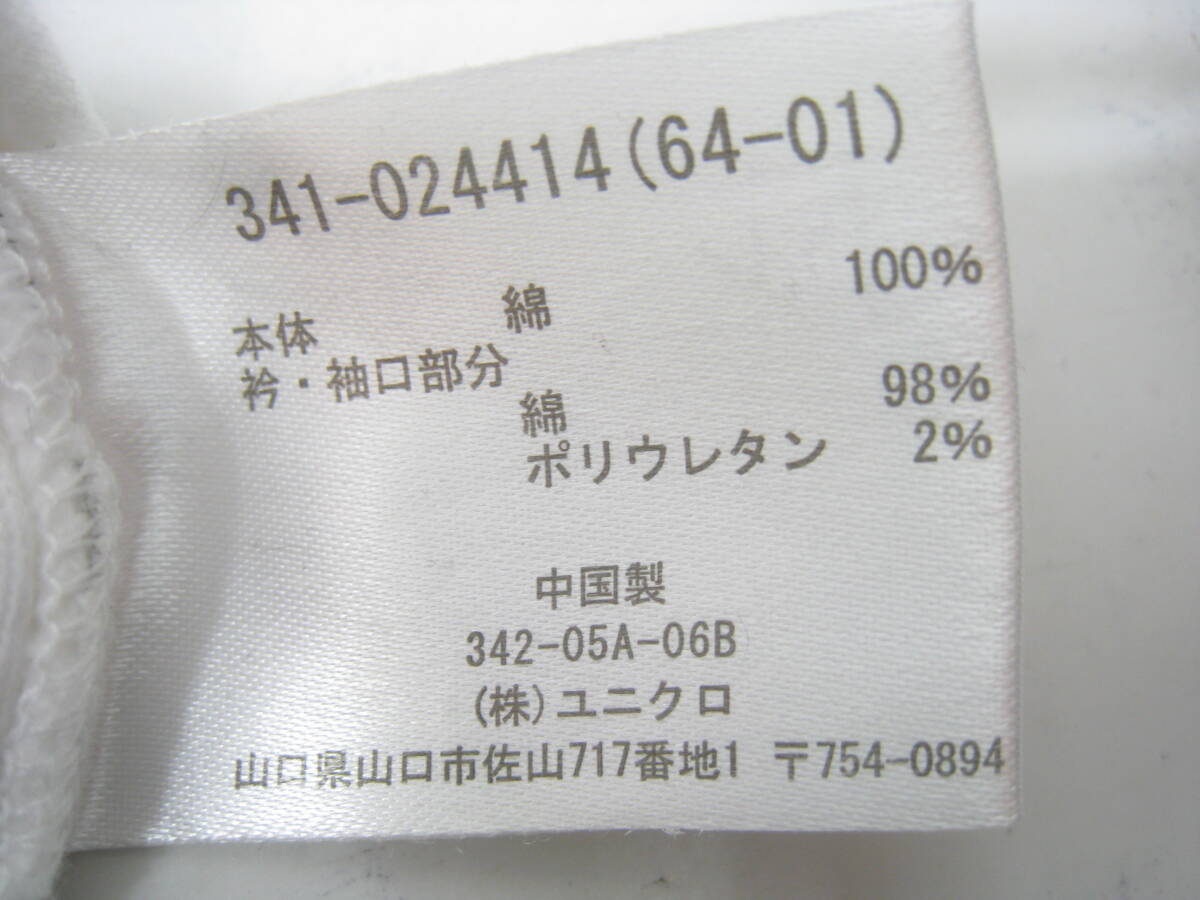 341-024414(64-01)
本体 綿 100%
衿・袖口部分
綿 98%
ポリウレタン 2%
中国製
342-05A-06B
(株)ユニクロ
山口県山口市佐山717番地1 〒754-0894